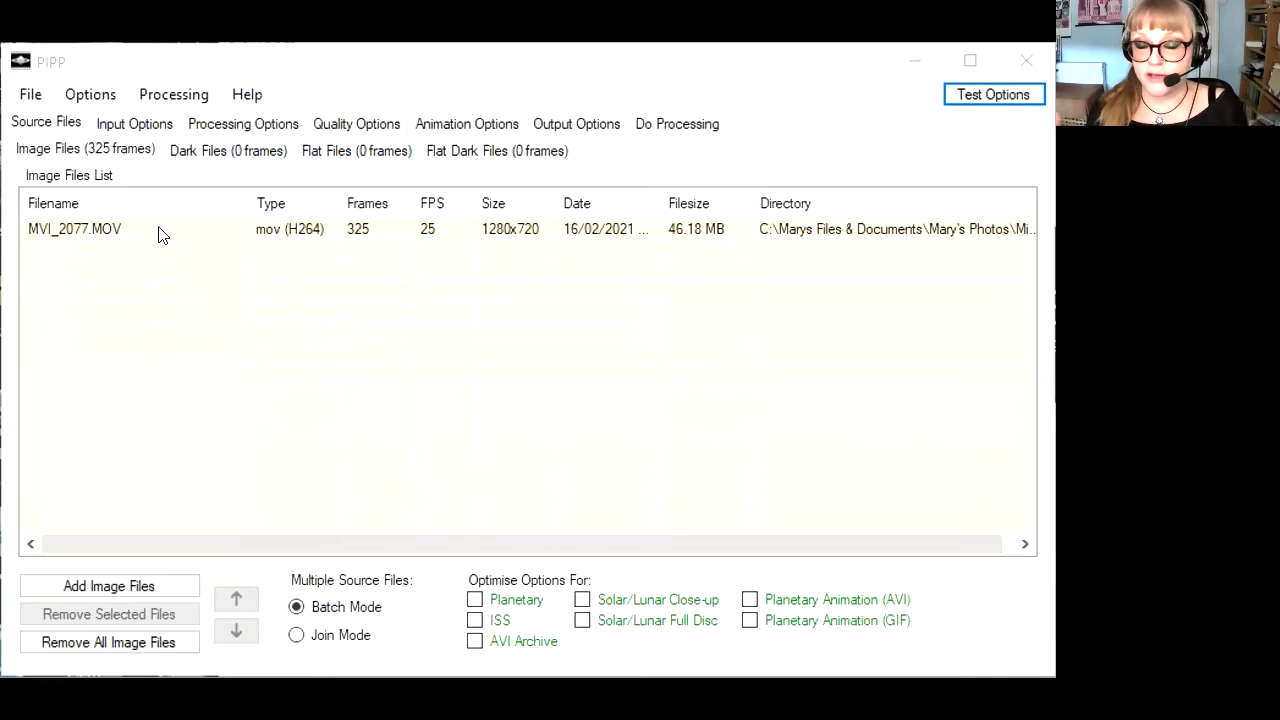 PIPP
File Options Processing Help Test Options
Source Files Input Options Processing Options Quality Options Animation Options Output Options Do Processing
Image Files (325 frames) Dark Files (0 frames) Flat Files (0 frames) Flat Dark Files (0 frames)
Image Files List
Filename Type Frames FPS Size Date Filesize Directory
MVI_2077.MOV mov (H264) 325 25 1280x720 16/02/2021 ... 46.18 MB C:\Marys Files & Documents\Mary's Photos\Mi...
Add Image Files Multiple Source Files: Optimise Options For:
Remove Selected Files Batch Mode Planetary Solar/Lunar Close-up Planetary Animation (AVI)
Remove All Image Files Join Mode ISS Solar/Lunar Full Disc Planetary Animation (GIF)
AVI Archive